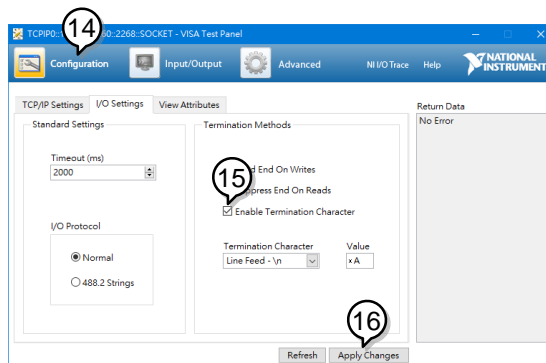 TCPIP0::1 50::2268::SOCKET - VISA Test Panel
14
Configuration Input/Output Advanced NI I/O Trace Help NATIONAL INSTRUMENT
TCP/IP Settings I/O Settings View Attributes
Return Data
No Error
Standard Settings
Timeout (ms)
2000
I/O Protocol
Normal
488.2 Strings
Termination Methods
End On Writes
15
End On Reads
Enable Termination Character
Termination Character Value
Line Feed - \n xA
16
Refresh Apply Changes